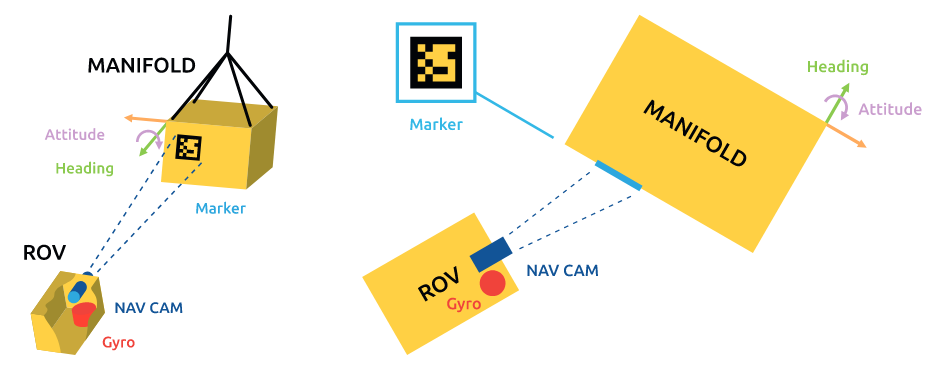 MANIFOLD
Attitude
Heading
Marker
ROV
NAV CAM
Gyro
Marker
MANIFOLD
Heading
Attitude
ROV
NAV CAM
Gyro